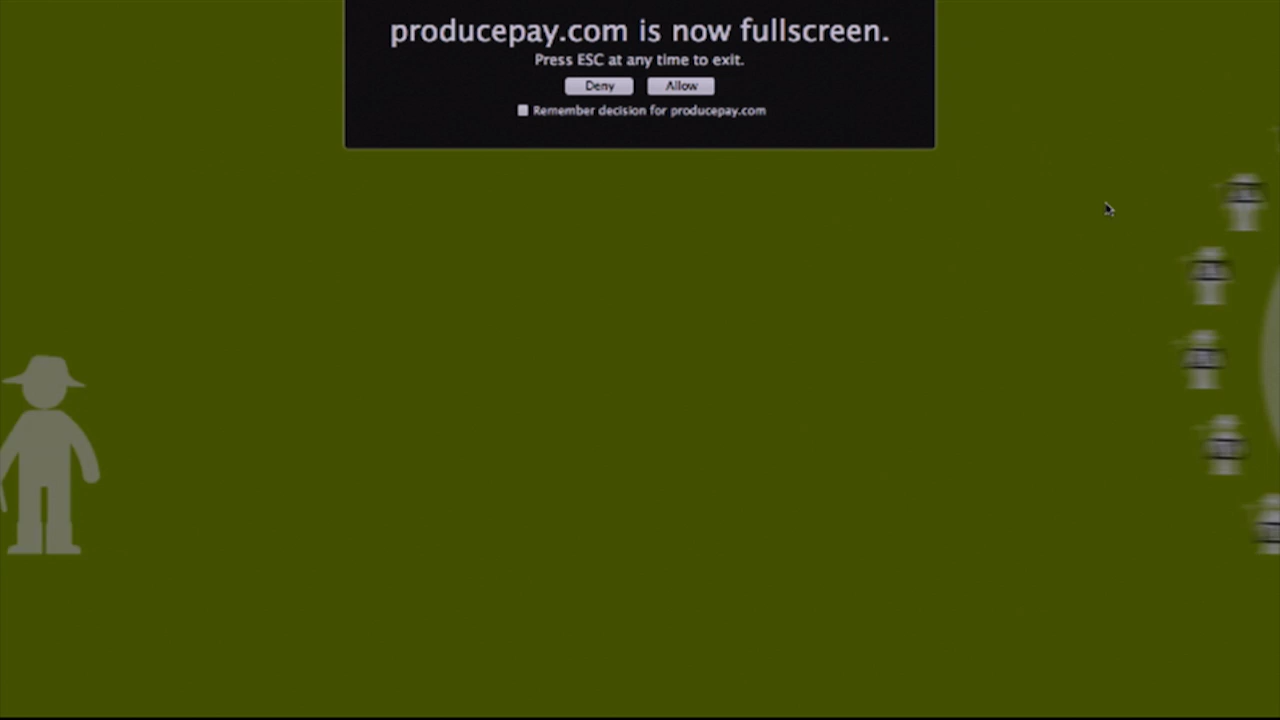 producepay.com is now fullscreen.
Press ESC at any time to exit.
Deny Allow
Remember decision for producepay.com